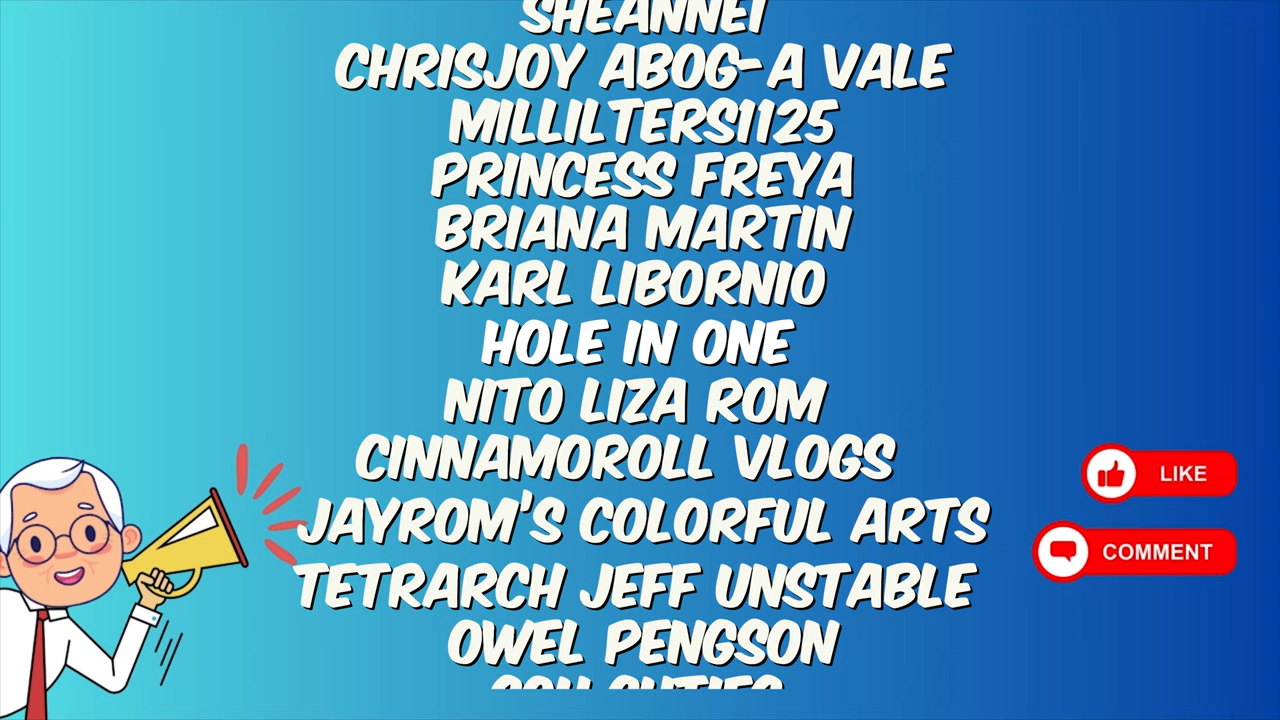 SHEANNEI
CHRISJOY ABOG-A VALE
MILLILTERS1125
PRINCESS FREYA
BRIANA MARTIN
KARL LIBORNIO
HOLE IN ONE
NITO LIZA ROM
CINNAMOROLL VLOGS
JAYROM'S COLORFUL ARTS
TETRARCH JEFF UNSTABLE
OWEL PENGSON
LIKE
COMMENT